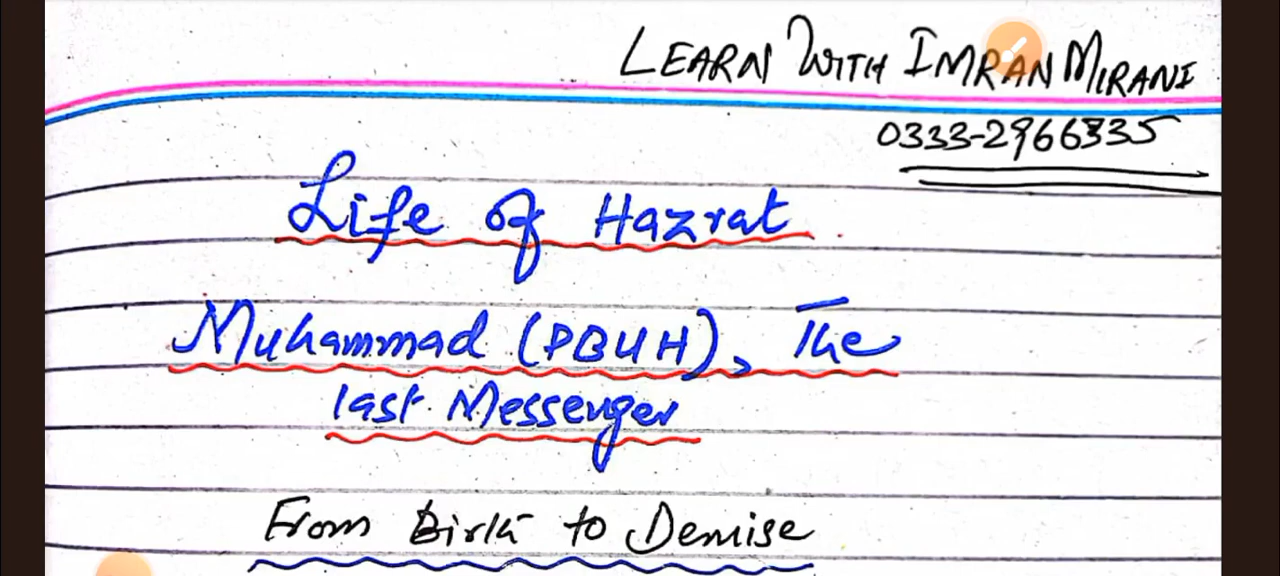 LEARN WITH IMRAN MIRANI
0333-2966335
Life of Hazrat
Muhammad (PBUH), The
last Messenger
From Birth to Demise